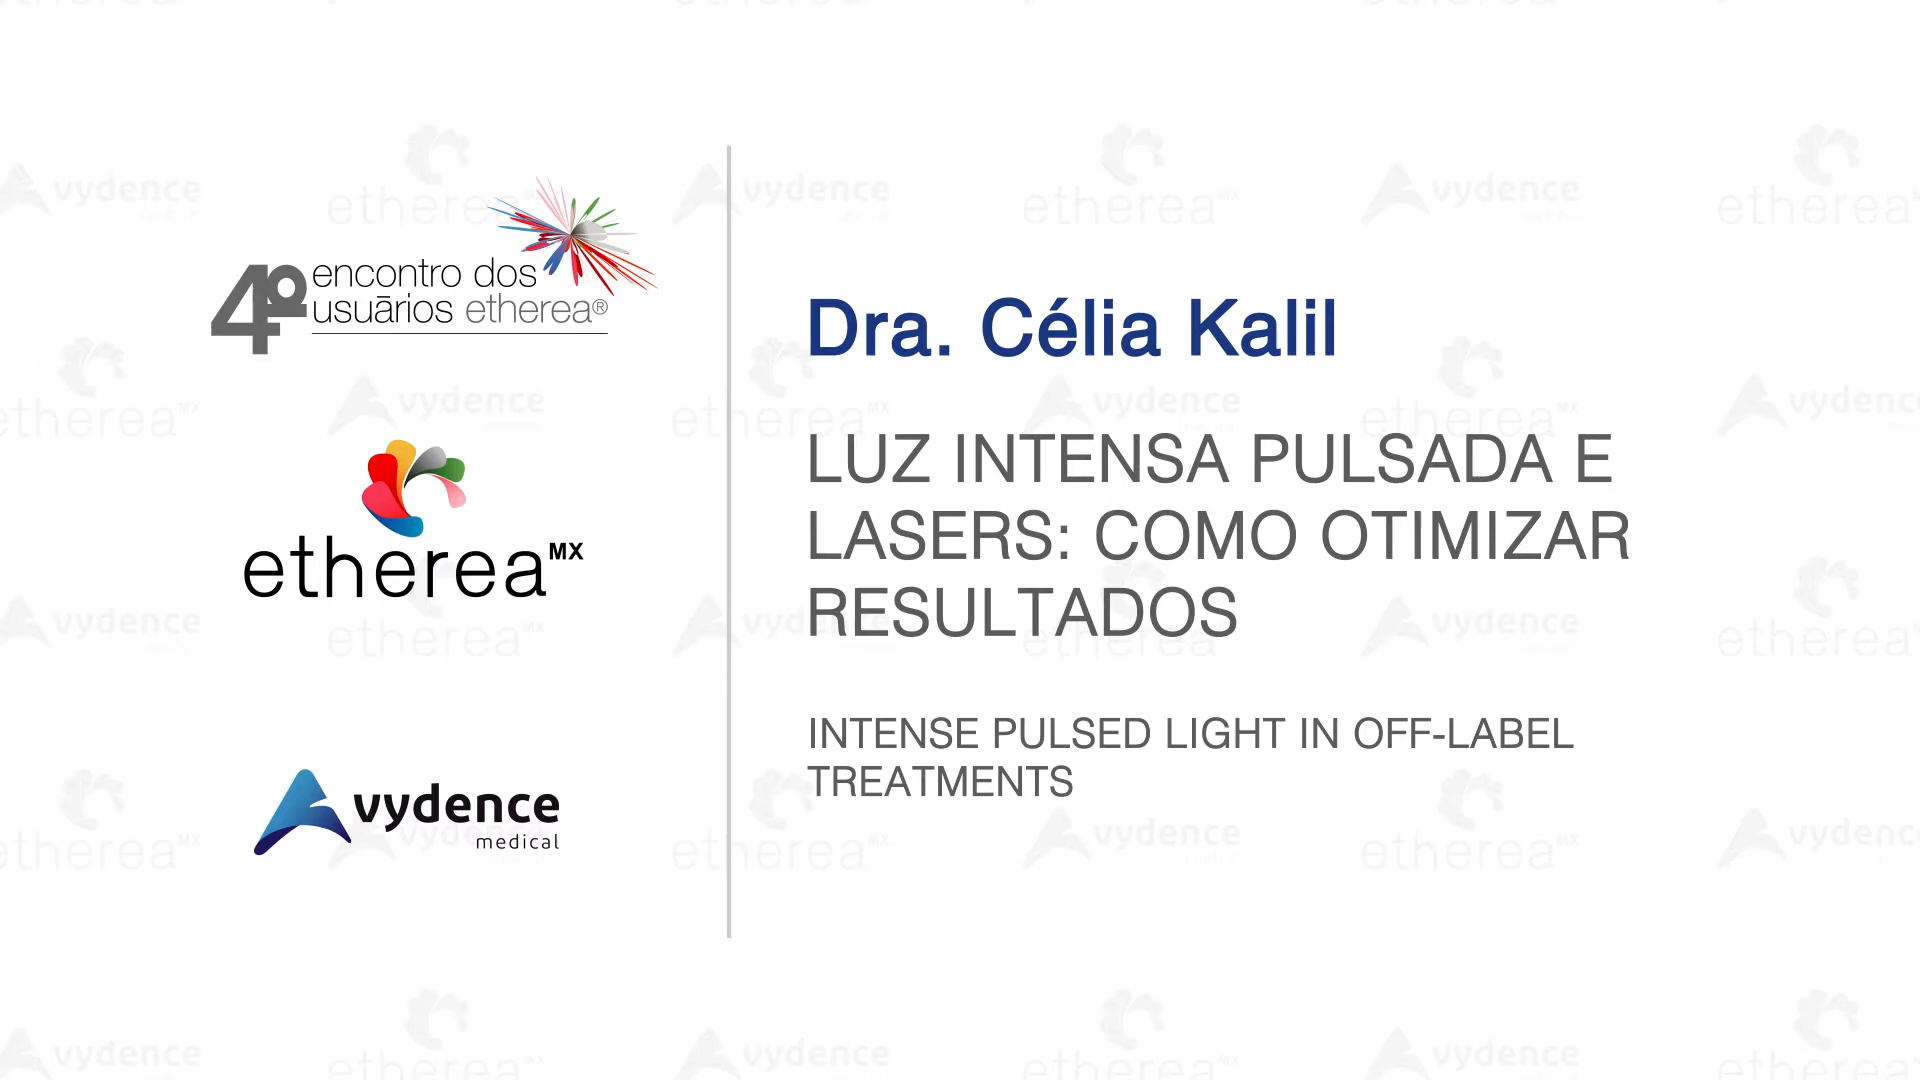 4º encontro dos
usuários etherea®
etherea MX
vydence
medical
Dra. Célia Kalil
LUZ INTENSA PULSADA E
LASERS: COMO OTIMIZAR
RESULTADOS
INTENSE PULSED LIGHT IN OFF-LABEL
TREATMENTS